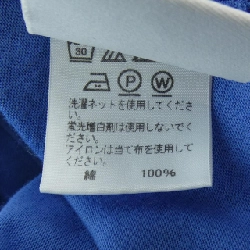 30
P W
洗濯ネットを使用してくださ
い。
蛍光増白剤は使用しないでく
ださい。
アイロンは当て布を使用して
ください。
綿 100%